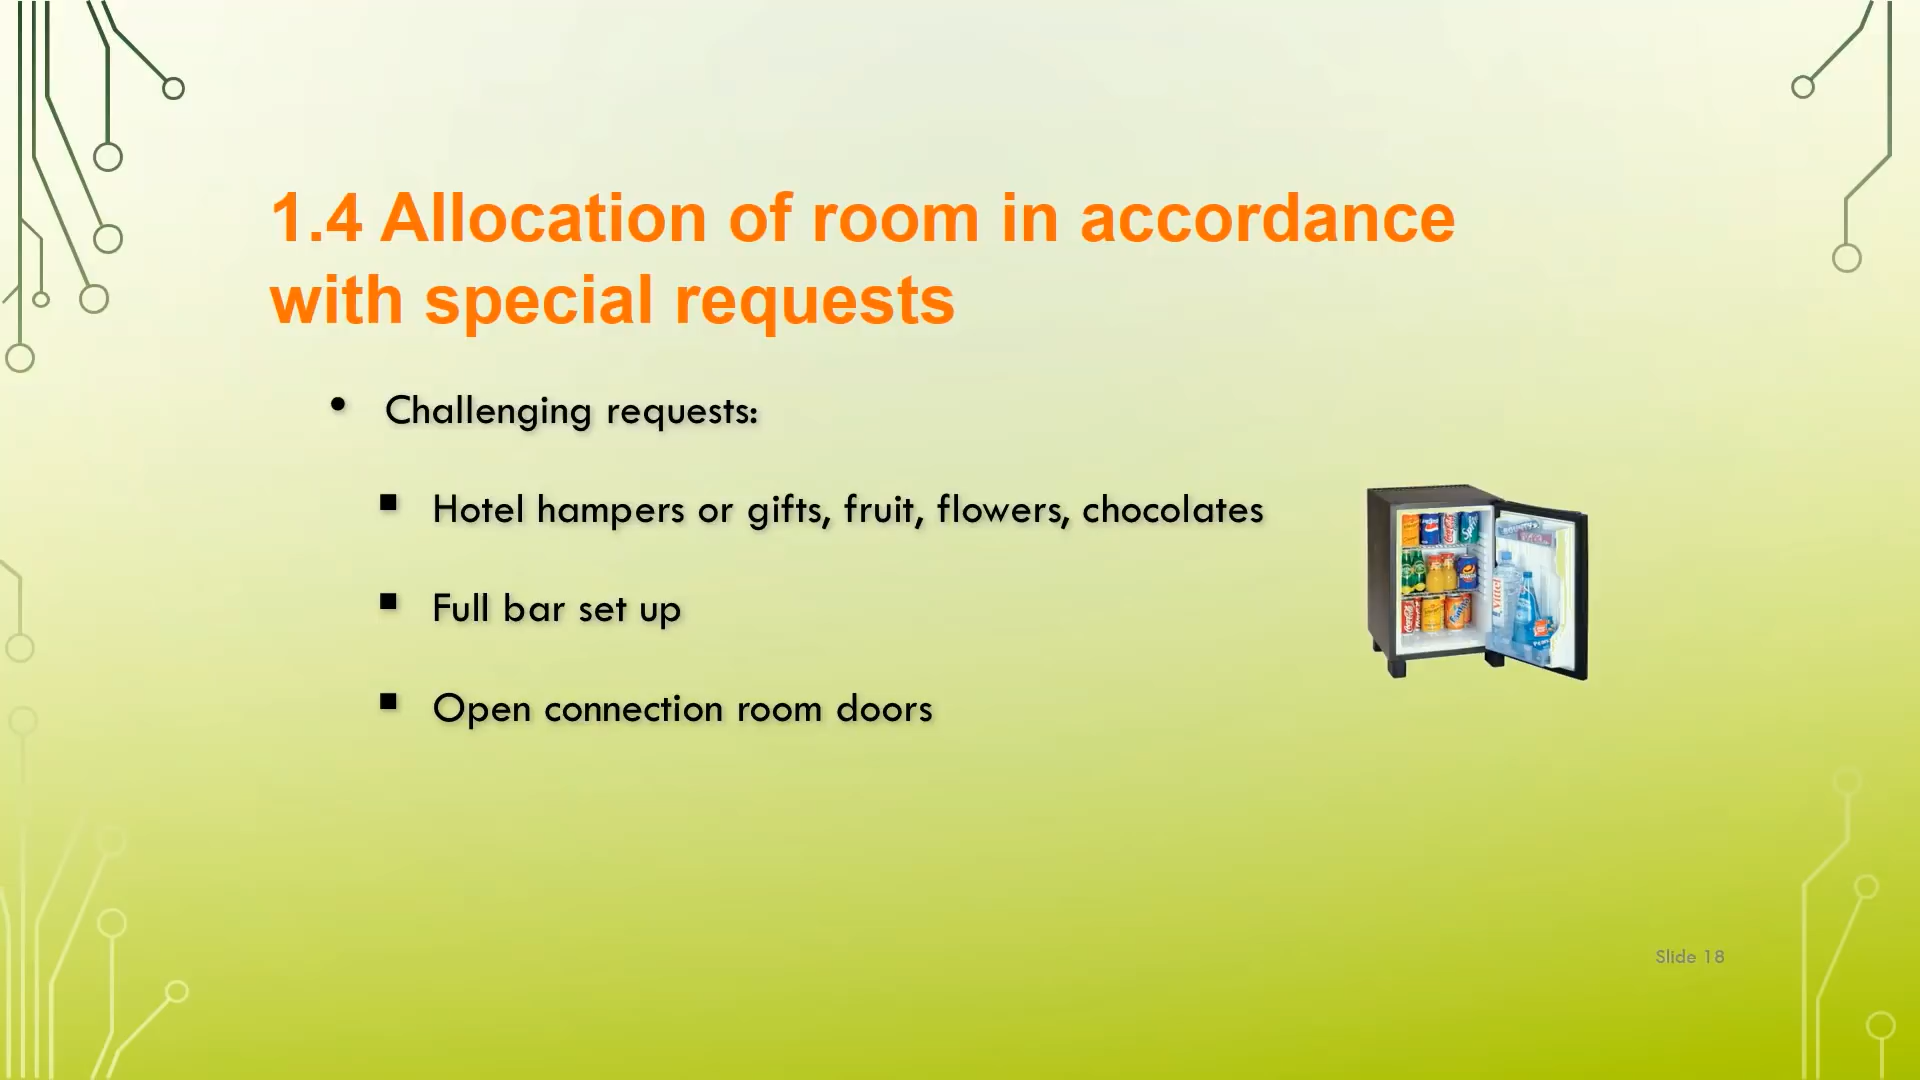 1.4 Allocation of room in accordance
with special requests
• Challenging requests:
▪ Hotel hampers or gifts, fruit, flowers, chocolates
▪ Full bar set up
▪ Open connection room doors
Vittel
Slide 18